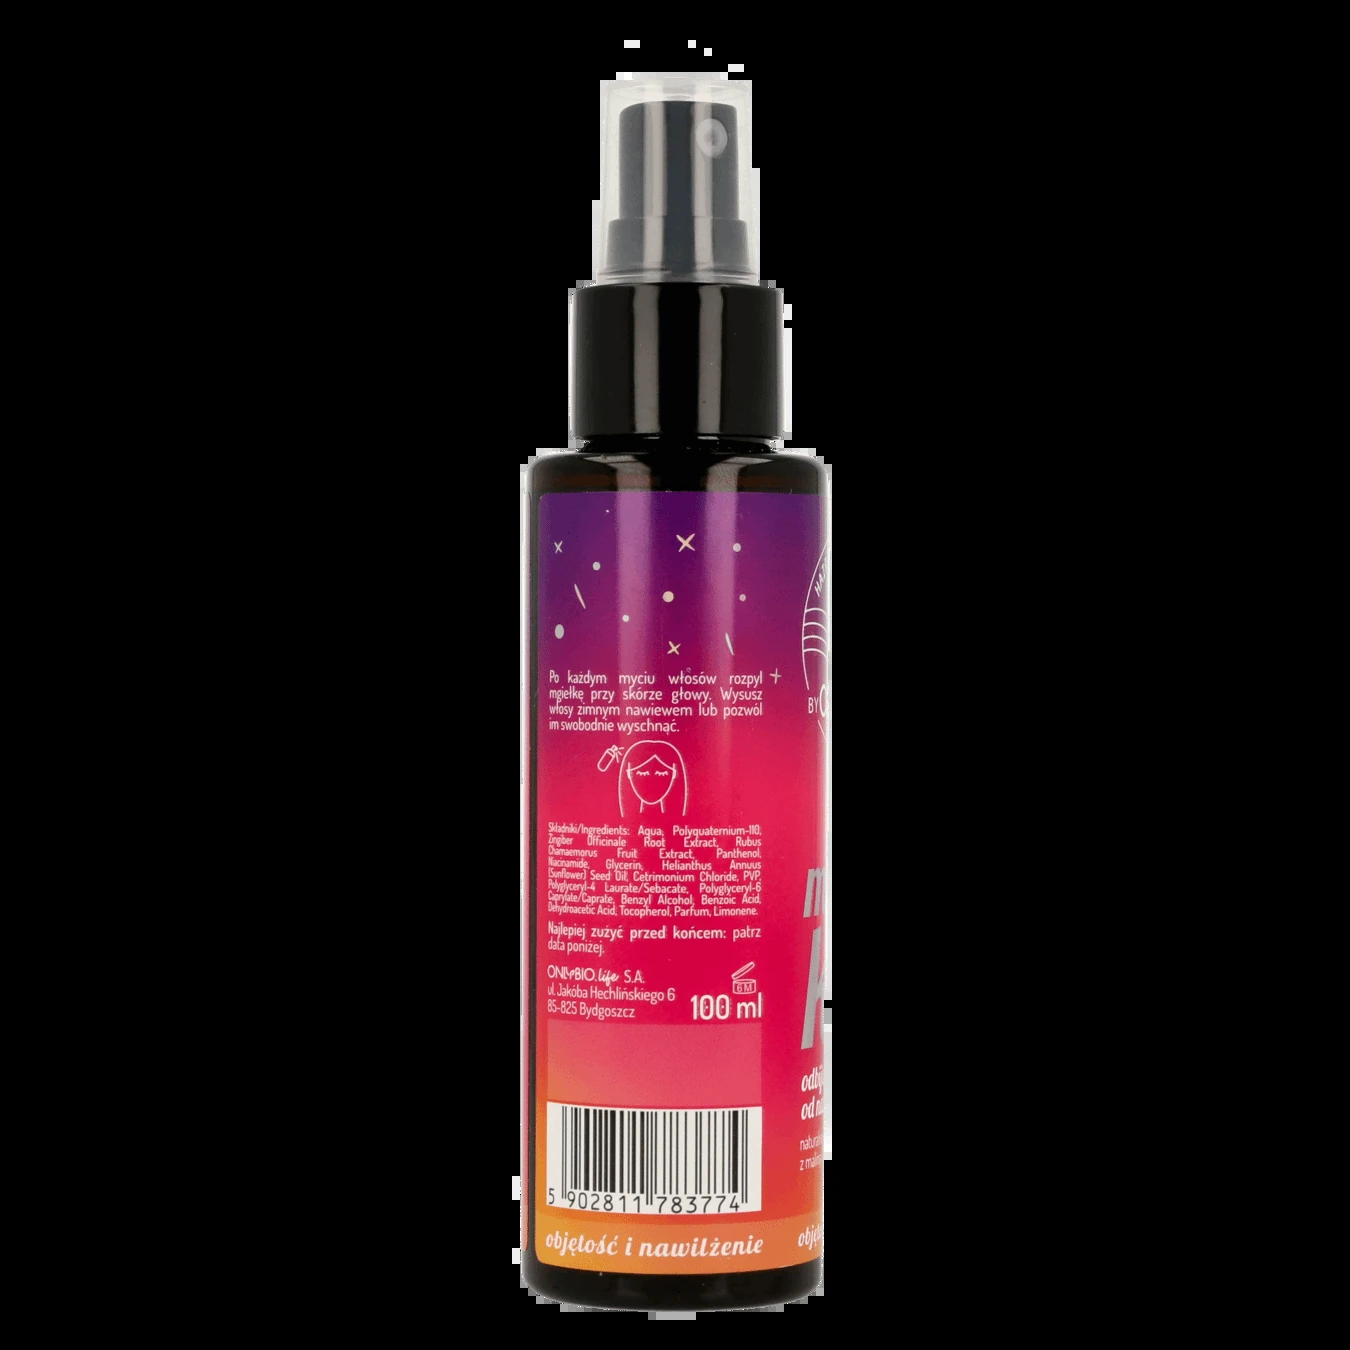 BY
Po każdym myciu włosów rozpyl
mgiełkę przy skórze głowy. Wysusz
włosy zimnym nawiewem lub pozwól
im swobodnie wyschnąć.
Składniki/Ingredients: Aqua, Polyquaternium-110,
Zingiber Officinale Root Extract, Rubus
Chamaemorus Fruit Extract, Panthenol,
Niacinamide, Glycerin, Helianthus Annuus
(Sunflower) Seed Oil, Cetrimonium Chloride, PVP,
Polyglyceryl-4 Laurate/Sebacate, Polyglyceryl-6
Caprylate/Caprate, Benzyl Alcohol, Benzoic Acid,
Dehydroacetic Acid, Tocopherol, Parfum, Limonene.
Najlepiej zużyć przed końcem: patrz
data poniżej.
ONLYBIO.life S.A.
ul. Jakóba Hechlińskiego 6
85-825 Bydgoszcz
6M
100 ml
od
5 902811 783774
objętość i nawilżenie